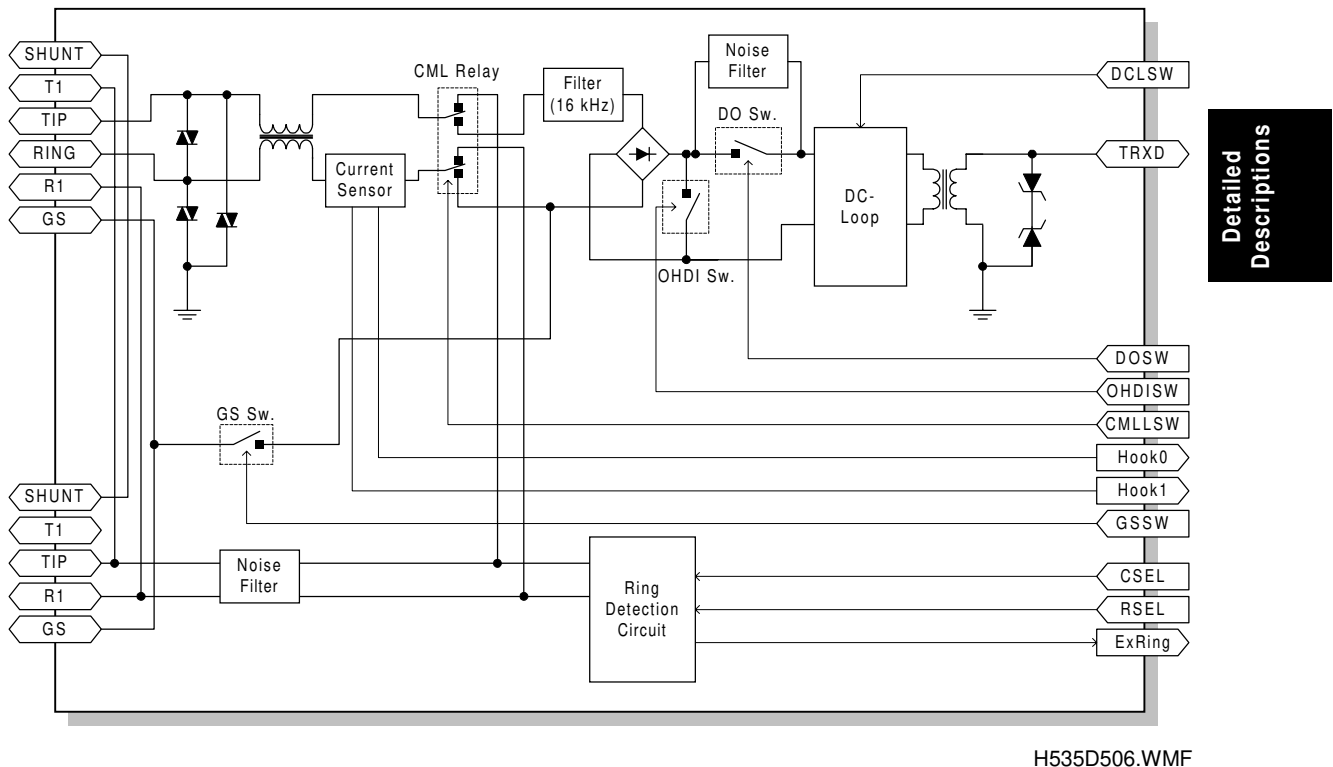 SHUNT
T1
TIP
RING
R1
GS
CML Relay
Filter
(16 kHz)
Noise
Filter
DO Sw.
Current
Sensor
OHDI Sw.
DC-
Loop
DCLSW
TRXD
Detailed
Descriptions
DOSW
OHDISW
CMLLSW
Hook0
Hook1
GSSW
GS Sw.
SHUNT
T1
TIP
R1
GS
Noise
Filter
Ring
Detection
Circuit
CSEL
RSEL
ExRing
H535D506.WMF